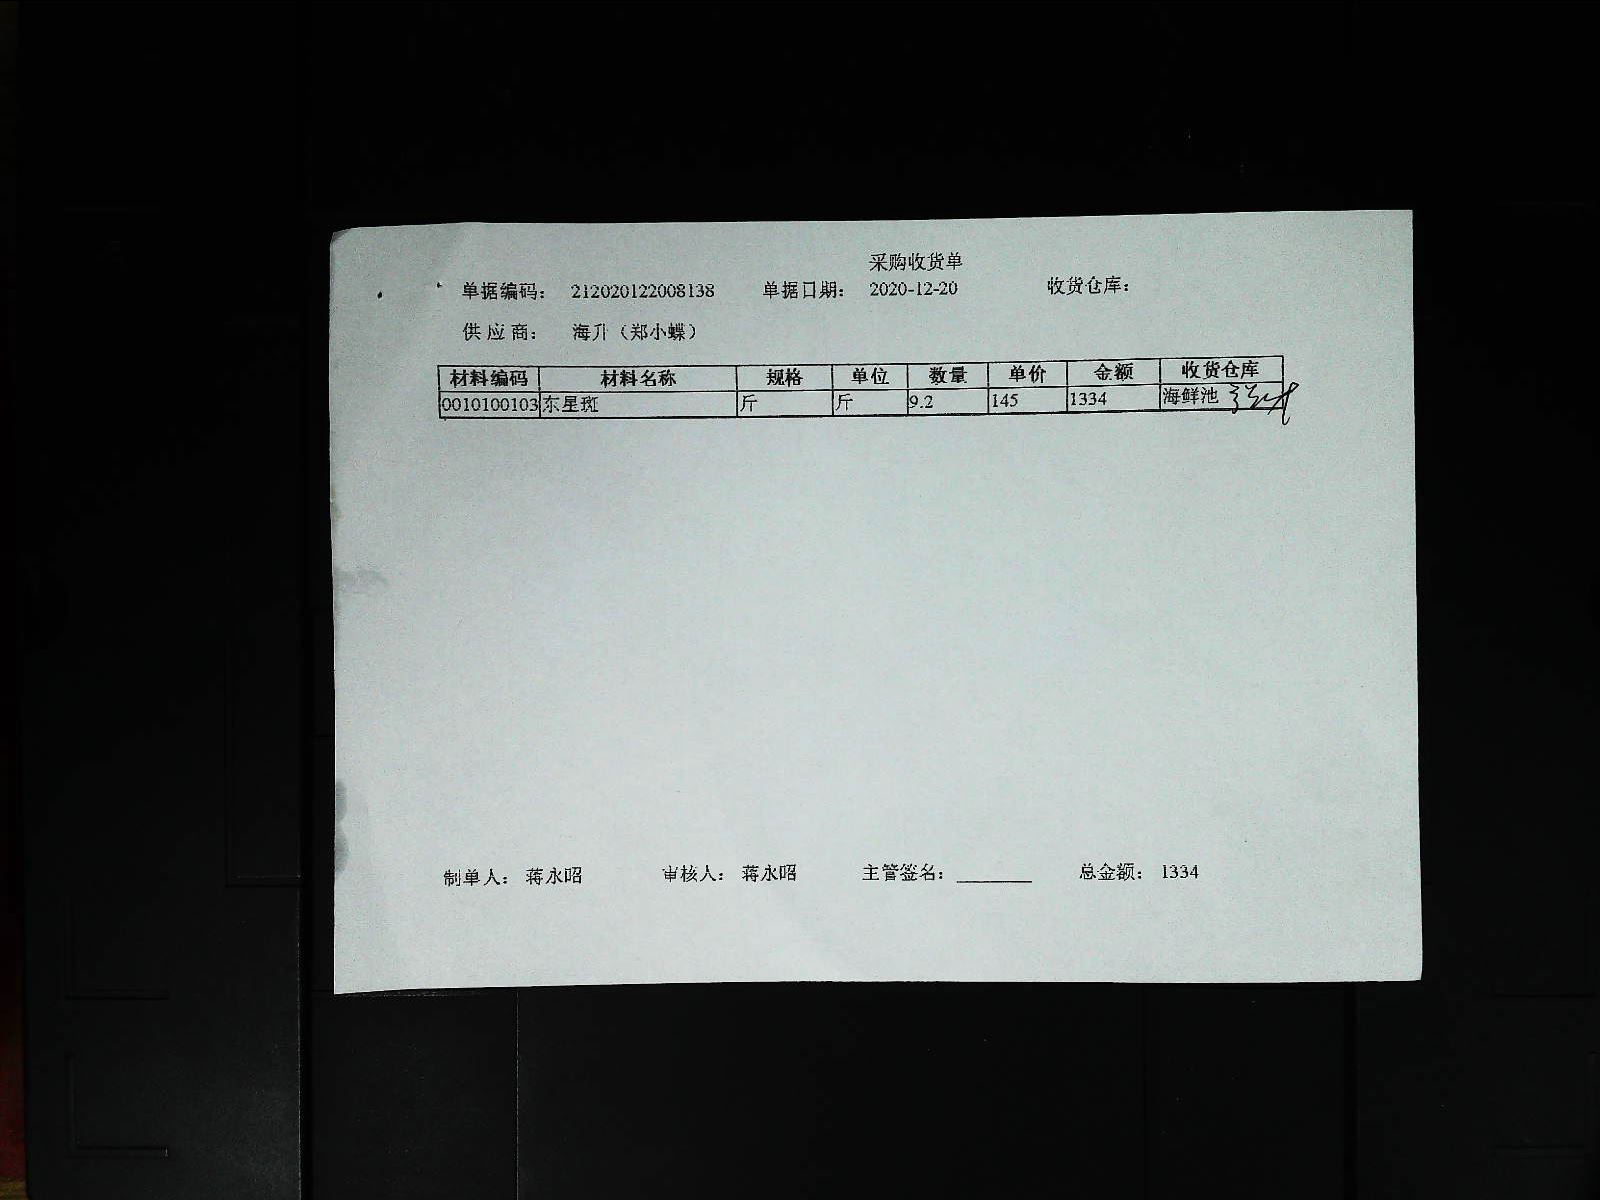 采购收货单
单据编码： 212020122008138 单据日期： 2020-12-20 收货仓库：
供 应 商： 海升（郑小蝶）
材料编码 材料名称 规格 单位 数量 单价 金额 收货仓库
0010100103 东星斑 斤 斤 9.2 145 1334 海鲜池
制单人： 蒋永昭 审核人： 蒋永昭 主管签名：________ 总金额： 1334